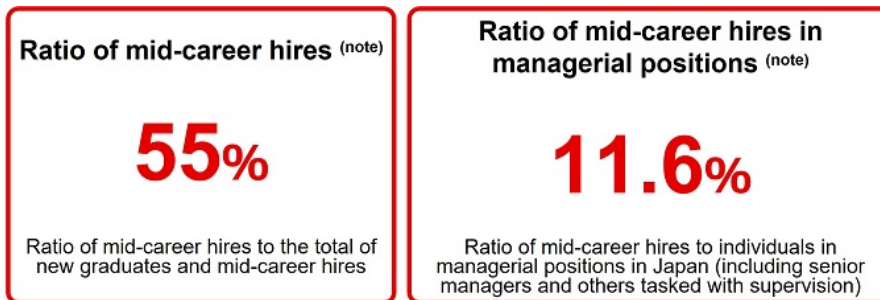 Ratio of mid-career hires (note)
55%
Ratio of mid-career hires to the total of
new graduates and mid-career hires
Ratio of mid-career hires in
managerial positions (note)
11.6%
Ratio of mid-career hires to individuals in
managerial positions in Japan (including senior
managers and others tasked with supervision)